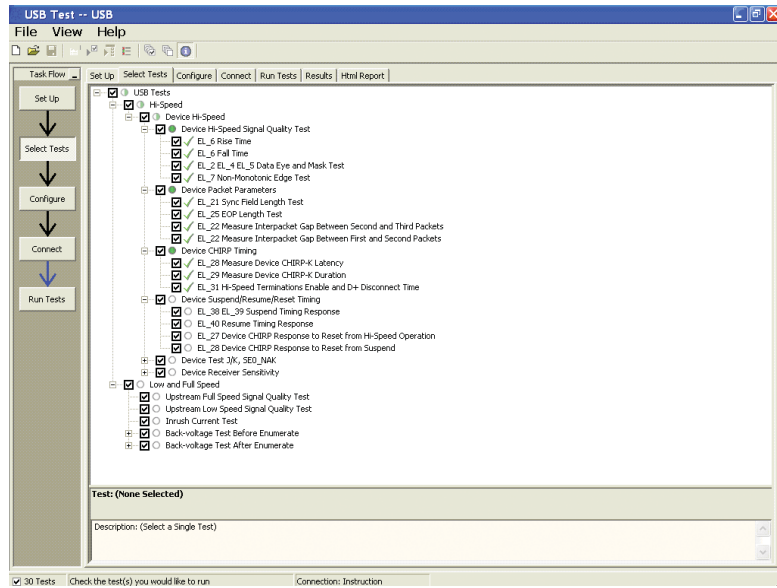 USB Test -- USB
File View Help
Task Flow
Set Up Select Tests Configure Connect Run Tests Results Html Report
Set Up
Select Tests
Configure
Connect
Run Tests
USB Tests
Hi-Speed
Device Hi-Speed
Device Hi-Speed Signal Quality Test
EL_6 Rise Time
EL_6 Fall Time
EL_2 EL_4 EL_5 Data Eye and Mask Test
EL_7 Non-Monotonic Edge Test
Device Packet Parameters
EL_21 Sync Field Length Test
EL_25 EOP Length Test
EL_22 Measure Interpacket Gap Between Second and Third Packets
EL_22 Measure Interpacket Gap Between First and Second Packets
Device CHIRP Timing
EL_28 Measure Device CHIRP-K Latency
EL_29 Measure Device CHIRP-K Duration
EL_31 Hi-Speed Terminations Enable and D+ Disconnect Time
Device Suspend/Resume/Reset Timing
EL_38 EL_39 Suspend Timing Response
EL_40 Resume Timing Response
EL_27 Device CHIRP Response to Reset from Hi-Speed Operation
EL_28 Device CHIRP Response to Reset from Suspend
Device Test J/K, SE0_NAK
Device Receiver Sensitivity
Low and Full Speed
Upstream Full Speed Signal Quality Test
Upstream Low Speed Signal Quality Test
Inrush Current Test
Back-voltage Test Before Enumerate
Back-voltage Test After Enumerate
Test: (None Selected)
Description: (Select a Single Test)
30 Tests Check the test(s) you would like to run Connection: Instruction